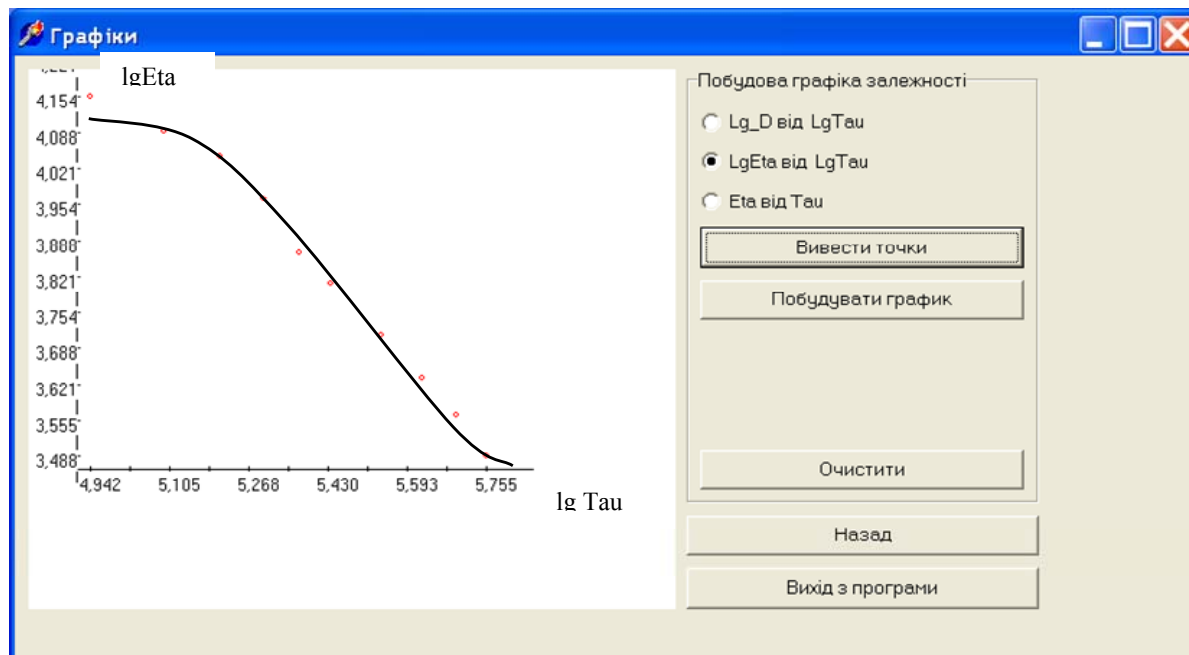 Графіки
lgEta
4,221
4,154
4,088
4,021
3,954
3,888
3,821
3,754
3,688
3,621
3,555
3,488
4,942 5,105 5,268 5,430 5,593 5,755
lg Tau
Побудова графіка залежності
Lg_D від LgTau
LgEta від LgTau
Eta від Tau
Вивести точки
Побудувати график
Очистити
Назад
Вихід з програми